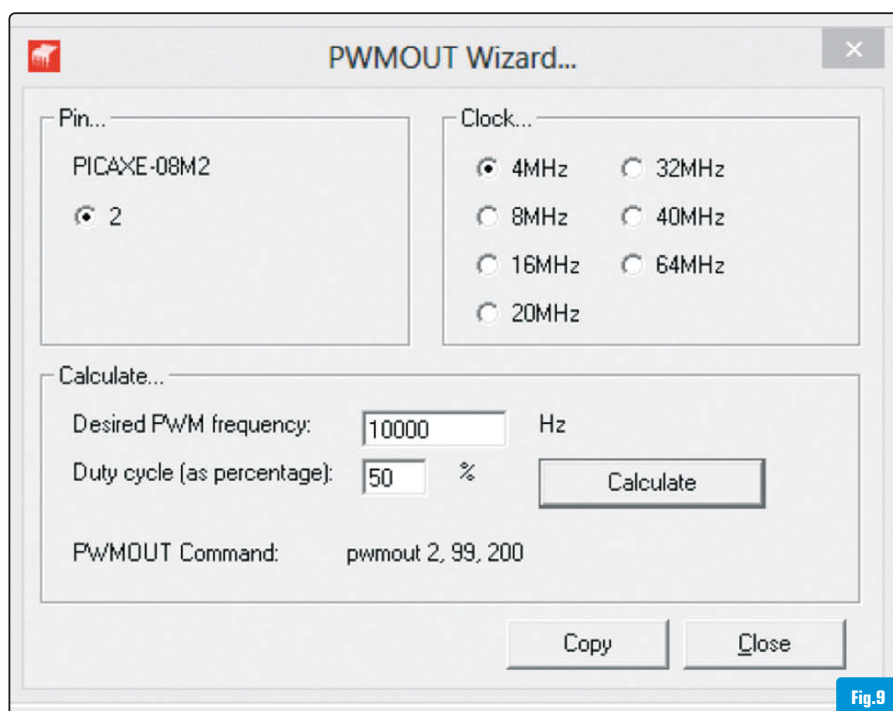 PWMOUT Wizard...
Pin...
PICAXE-08M2
2
Clock...
4MHz
32MHz
8MHz
40MHz
16MHz
64MHz
20MHz
Calculate...
Desired PWM frequency:
10000
Hz
Duty cycle (as percentage):
50
%
Calculate
PWMOUT Command:
pwmout 2, 99, 200
Copy
Close
Fig.9